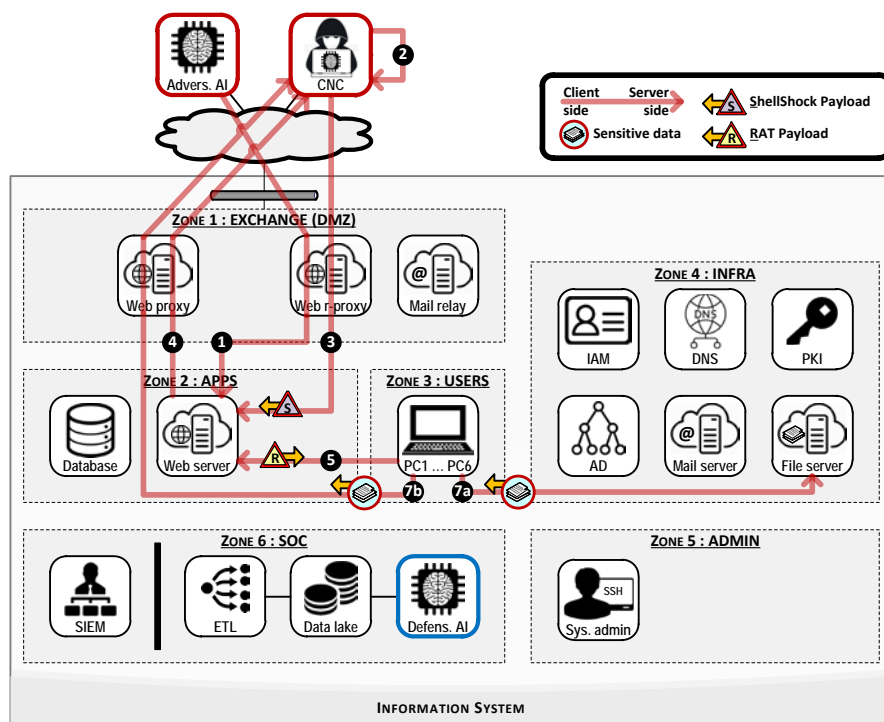 Advers. AI
CNC
2
Client side
Server side
S
ShellShock Payload
Sensitive data
R
RAT Payload
ZONE 1 : EXCHANGE (DMZ)
Web proxy
Web r-proxy
@
Mail relay
4
1
3
ZONE 4 : INFRA
IAM
DNS
DNS
PKI
AD
@
Mail server
File server
ZONE 2 : APPS
Database
Web server
S
R
5
ZONE 3 : USERS
PC1 ... PC6
7b
7a
ZONE 6 : SOC
SIEM
ETL
Data lake
Defens. AI
ZONE 5 : ADMIN
SSH
Sys. admin
INFORMATION SYSTEM